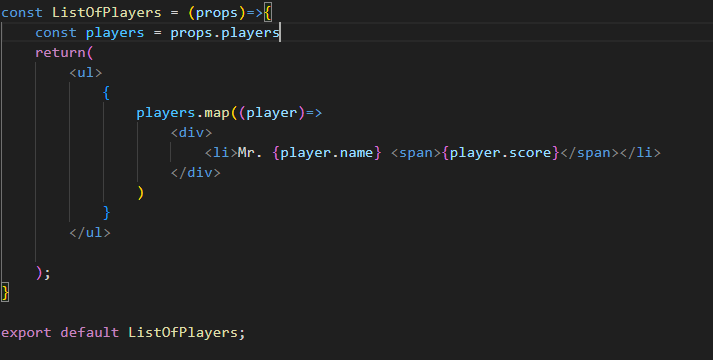 const ListOfPlayers = (props)=>{
    const players = props.players
    return(
        <ul>
            {
                players.map((player)=>
                    <div>
                        <li>Mr. {player.name} <span>{player.score}</span></li>
                    </div>
                )
            }
        </ul>

    );
}

export default ListOfPlayers;